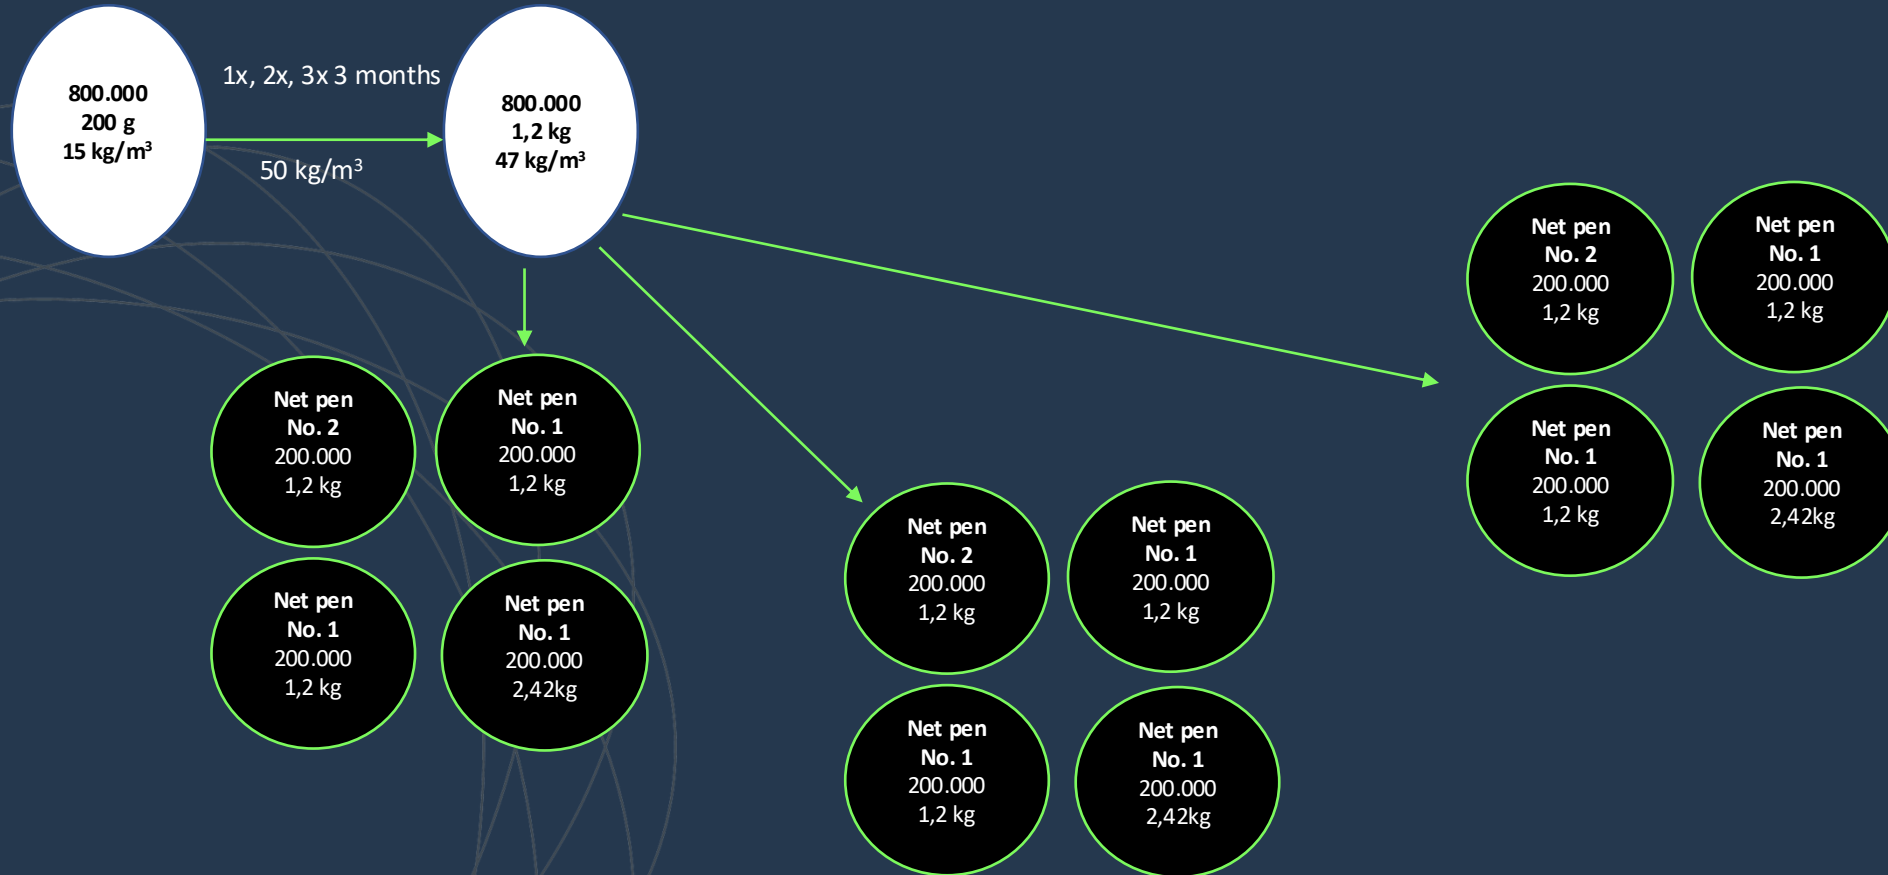 800.000
200 g
15 kg/m³
1x, 2x, 3x 3 months
50 kg/m³
800.000
1,2 kg
47 kg/m³
Net pen
No. 2
200.000
1,2 kg
Net pen
No. 1
200.000
1,2 kg
Net pen
No. 1
200.000
1,2 kg
Net pen
No. 1
200.000
2,42kg
Net pen
No. 2
200.000
1,2 kg
Net pen
No. 1
200.000
1,2 kg
Net pen
No. 1
200.000
1,2 kg
Net pen
No. 1
200.000
2,42kg
Net pen
No. 2
200.000
1,2 kg
Net pen
No. 1
200.000
1,2 kg
Net pen
No. 1
200.000
1,2 kg
Net pen
No. 1
200.000
2,42kg